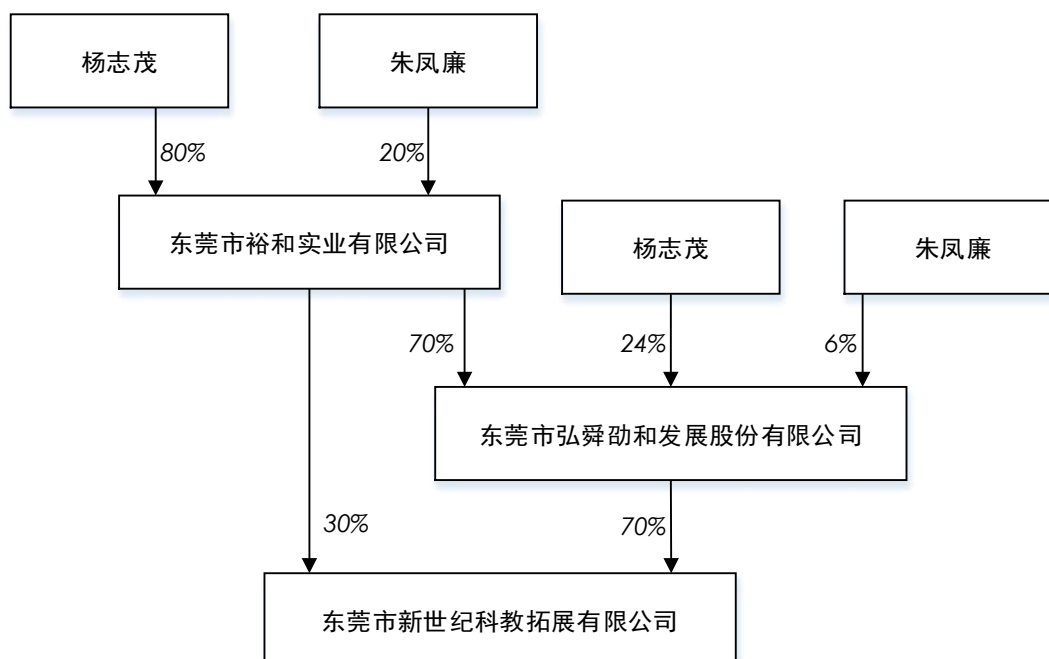 杨志茂
朱凤廉
80%
20%
东莞市裕和实业有限公司
杨志茂
朱凤廉
70%
24%
6%
东莞市弘舜劭和发展股份有限公司
30%
70%
东莞市新世纪科教拓展有限公司